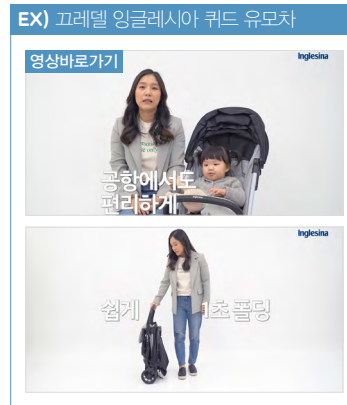 EX) 끄레델 잉글레시아 퀴드 유모차
영상바로가기
Inglesina
공항에서도
편리하게
Inglesina
쉽게 1초 폴딩